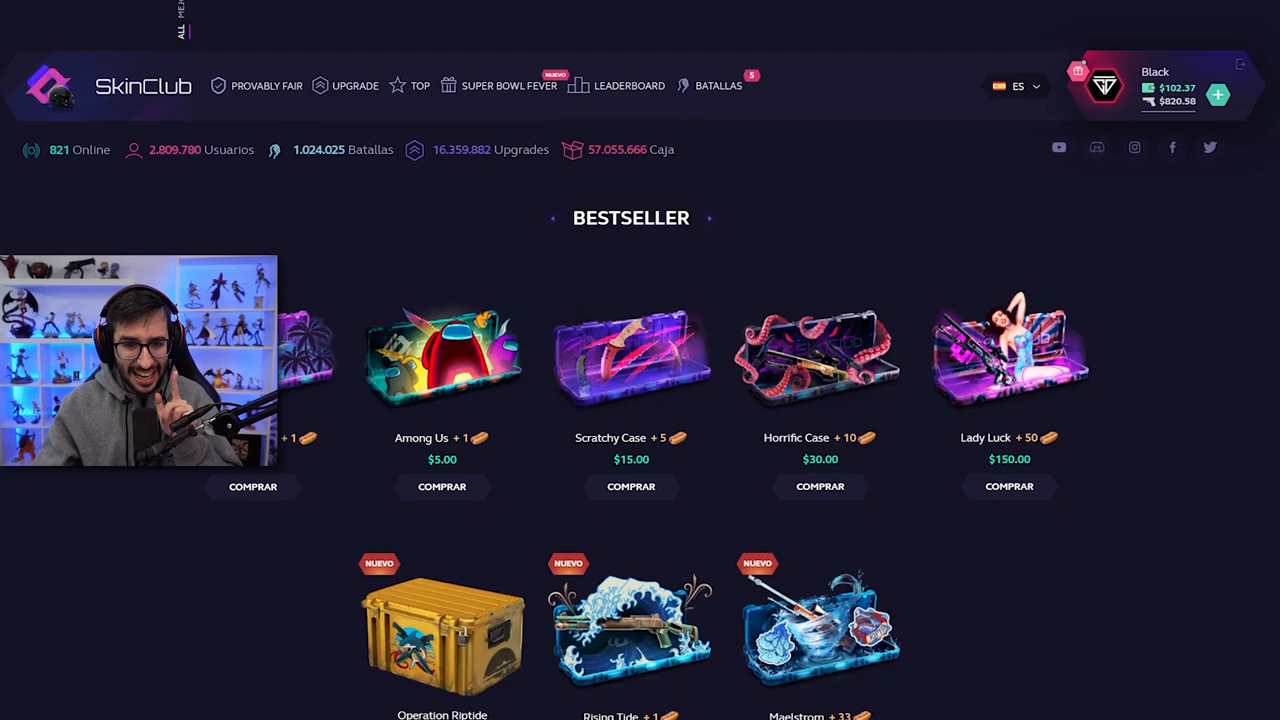 ALL MEJO
SkinClub
PROVABLY FAIR
UPGRADE
TOP
SUPER BOWL FEVER
NUEVO
LEADERBOARD
BATALLAS
5
ES
Black
$102.37
$820.58
821 Online
2.809.780 Usuarios
1.024.025 Batallas
16.359.882 Upgrades
57.055.666 Caja
BESTSELLER
+ 1
COMPRAR
Among Us + 1
$5.00
COMPRAR
Scratchy Case + 5
$15.00
COMPRAR
Horrific Case + 10
$30.00
COMPRAR
Lady Luck + 50
$150.00
COMPRAR
NUEVO
Operation Riptide
NUEVO
Rising Tide + 1
NUEVO
Maelstrom + 33